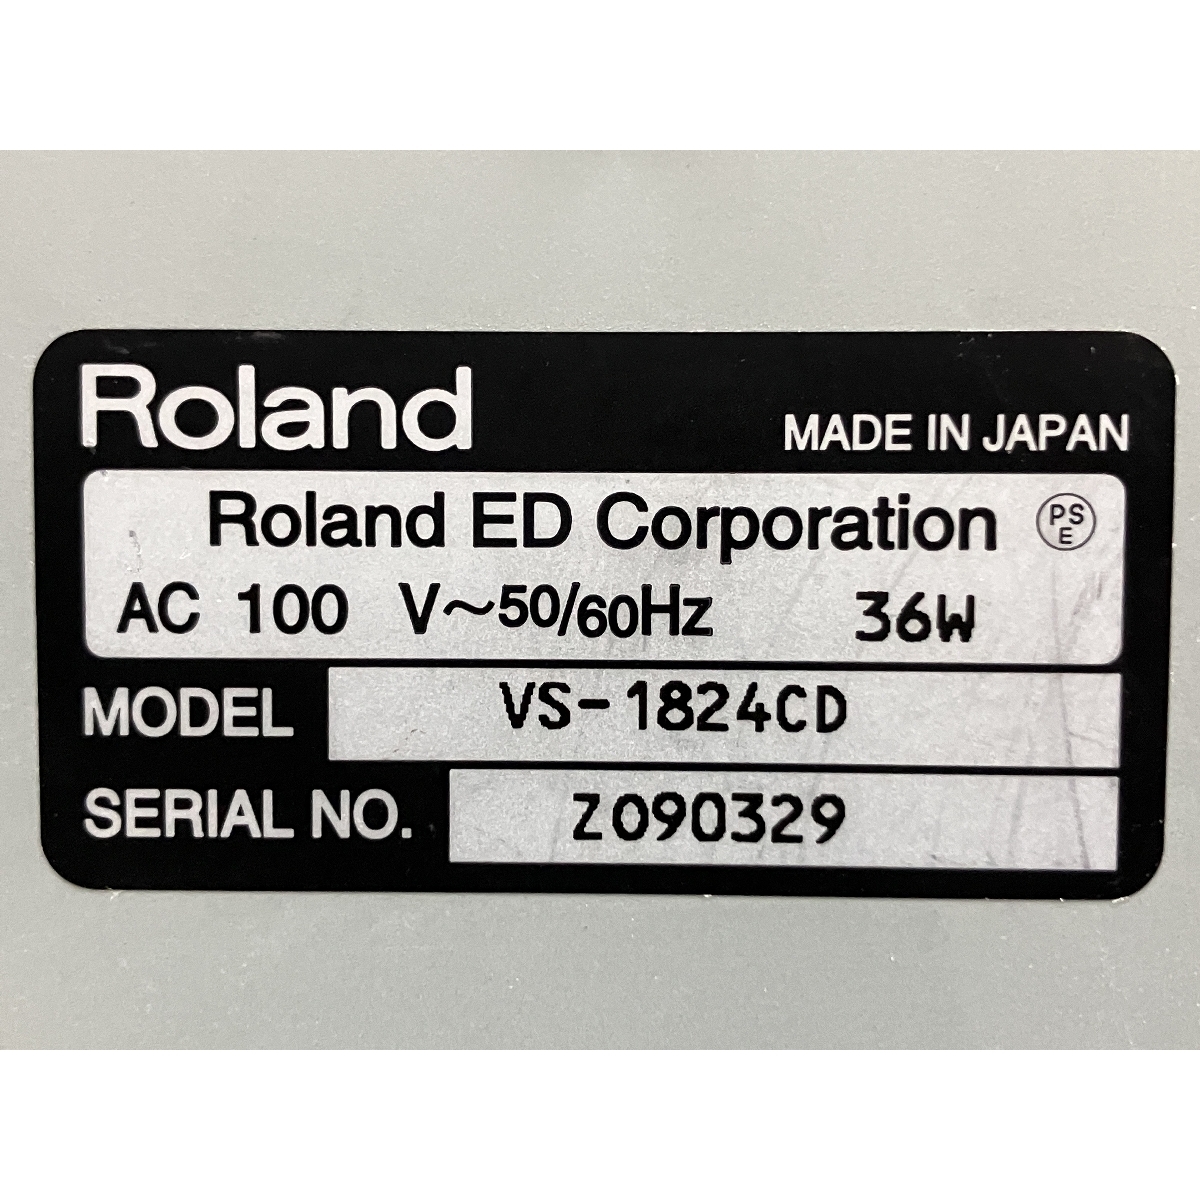 Roland
MADE IN JAPAN
Roland ED Corporation
PS
E
AC 100 V～50/60Hz 36W
MODEL VS-1824CD
SERIAL NO. Z090329